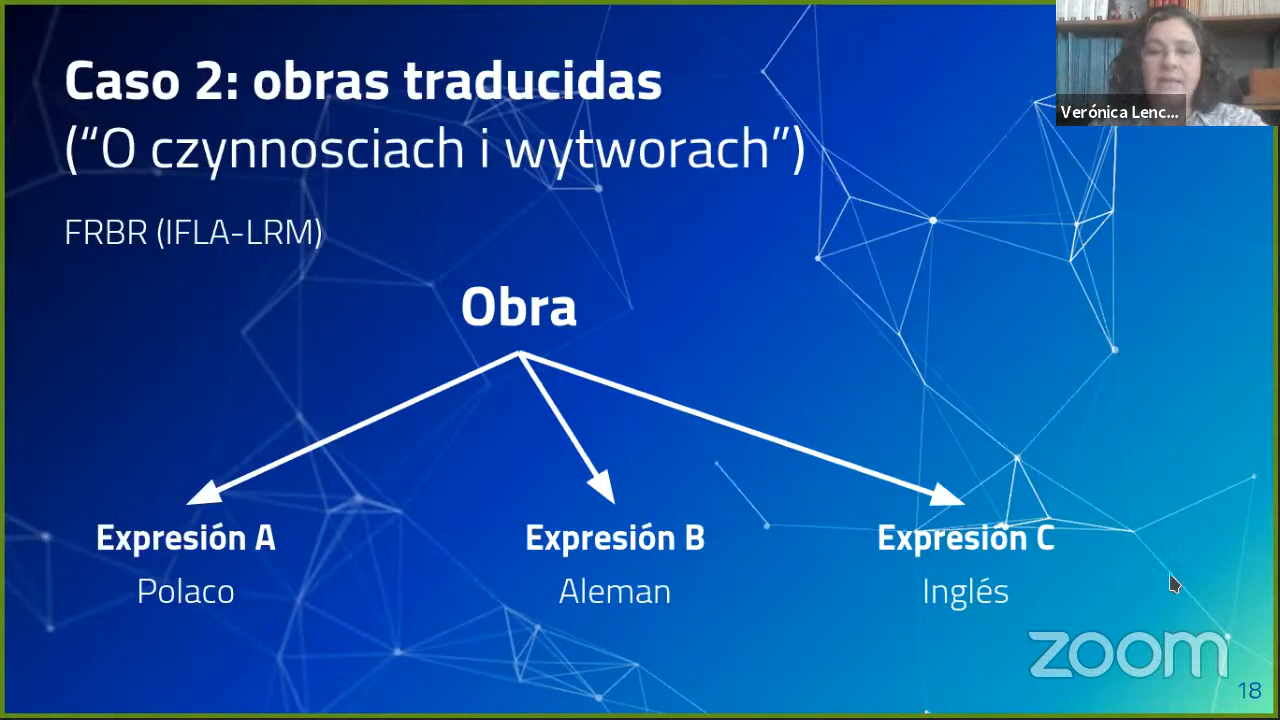 Caso 2: obras traducidas
(“O czynnosciach i wytworach”)
FRBR (IFLA-LRM)
Obra
Expresión A
Polaco
Expresión B
Aleman
Expresión C
Inglés
Verónica Lenc...
zoom
18